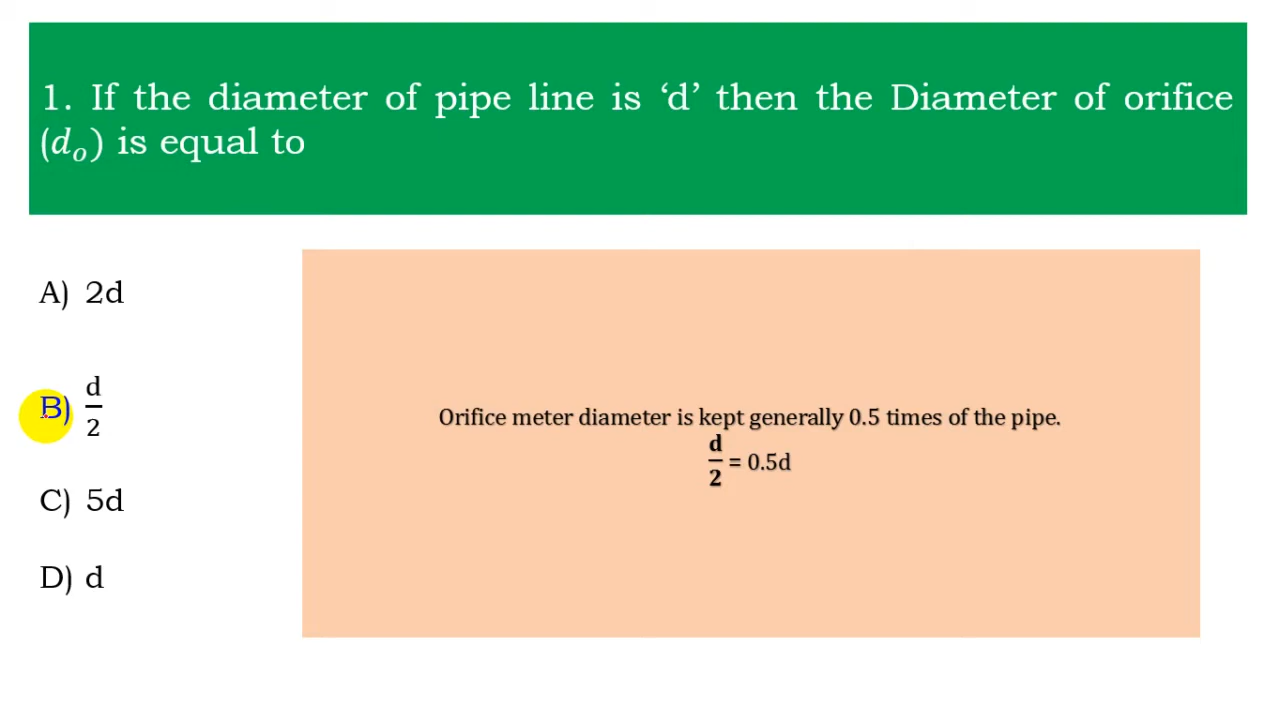 1. If the diameter of pipe line is ‘d’ then the Diameter of orifice
(dₒ) is equal to
A) 2d
B) d/2
C) 5d
D) d
Orifice meter diameter is kept generally 0.5 times of the pipe.
d/2 = 0.5d